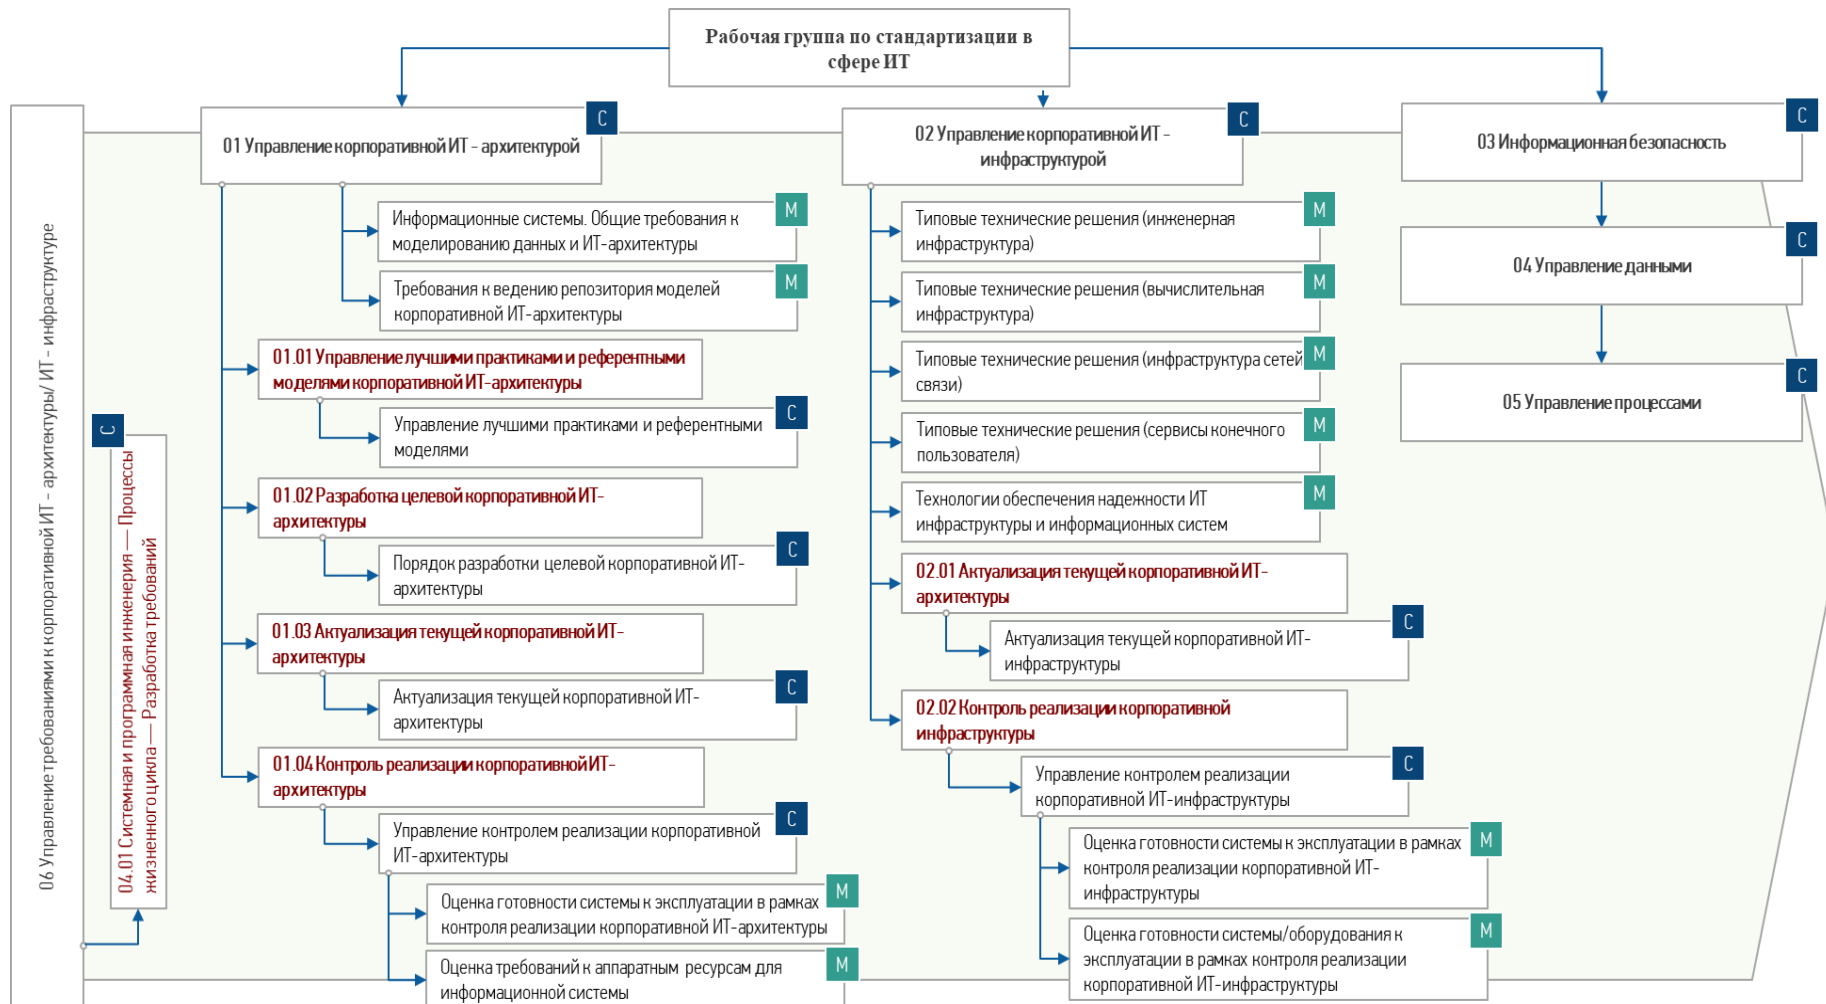 Рабочая группа по стандартизации в
сфере ИТ
06 Управление требованиями к корпоративной ИТ - архитектуры/ ИТ - инфраструктуре
С
04.01 Системная и программная инженерия — Процессы
жизненного цикла — Разработка требований
С
01 Управление корпоративной ИТ - архитектурой
М
Информационные системы. Общие требования к
моделированию данных и ИТ-архитектуры
М
Требования к ведению репозитория моделей
корпоративной ИТ-архитектуры
01.01 Управление лучшими практиками и референтными
моделями корпоративной ИТ-архитектуры
С
Управление лучшими практиками и референтными
моделями
01.02 Разработка целевой корпоративной ИТ-
архитектуры
С
Порядок разработки целевой корпоративной ИТ-
архитектуры
01.03 Актуализация текущей корпоративной ИТ-
архитектуры
С
Актуализация текущей корпоративной ИТ-
архитектуры
01.04 Контроль реализации корпоративной ИТ-
архитектуры
С
Управление контролем реализации корпоративной
ИТ-архитектуры
М
Оценка готовности системы к эксплуатации в рамках
контроля реализации корпоративной ИТ-архитектуры
М
Оценка требований к аппаратным ресурсам для
информационной системы
С
02 Управление корпоративной ИТ -
инфраструктурой
М
Типовые технические решения (инженерная
инфраструктура)
М
Типовые технические решения (вычислительная
инфраструктура)
М
Типовые технические решения (инфраструктура сетей
связи)
М
Типовые технические решения (сервисы конечного
пользователя)
М
Технологии обеспечения надежности ИТ
инфраструктуры и информационных систем
02.01 Актуализация текущей корпоративной ИТ-
архитектуры
С
Актуализация текущей корпоративной ИТ-
инфраструктуры
02.02 Контроль реализации корпоративной
инфраструктуры
С
Управление контролем реализации
корпоративной ИТ-инфраструктуры
М
Оценка готовности системы к эксплуатации в рамках
контроля реализации корпоративной ИТ-
инфраструктуры
М
Оценка готовности системы/оборудования к
эксплуатации в рамках контроля реализации
корпоративной ИТ-инфраструктуры
С
03 Информационная безопасность
С
04 Управление данными
С
05 Управление процессами